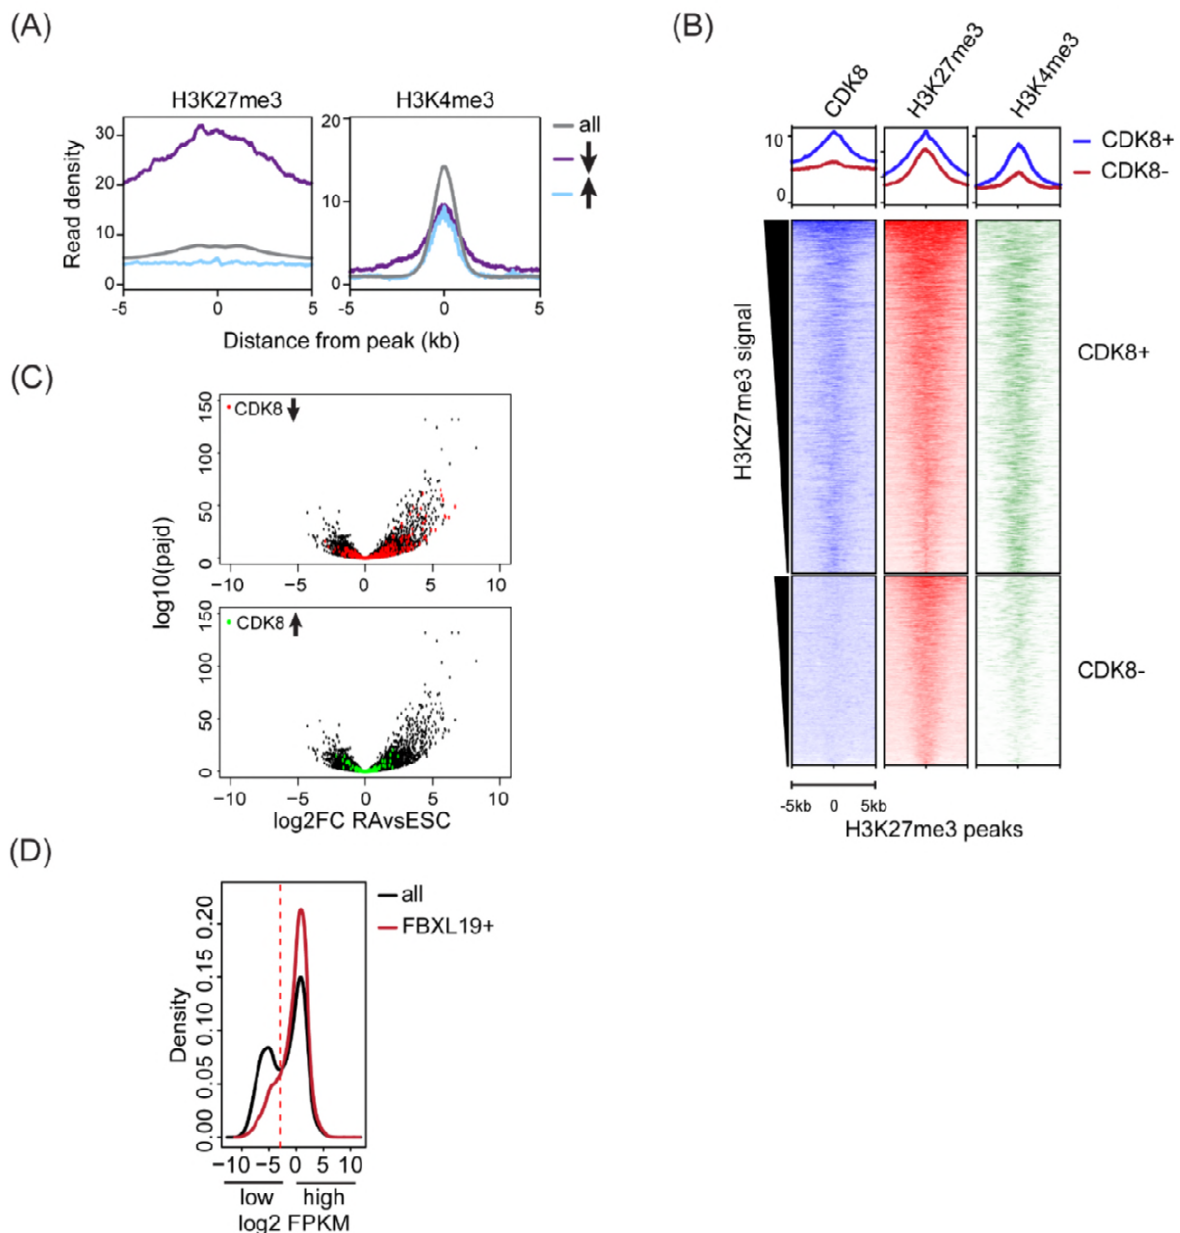 (A)
H3K27me3
H3K4me3
Read density
30
20
10
0
-5
0
5
20
10
0
-5
0
5
all
Distance from peak (kb)
(B)
CDK8
H3K27me3
H3K4me3
10
0
CDK8+
CDK8-
H3K27me3 signal
CDK8+
CDK8-
-5kb 0 5kb
H3K27me3 peaks
(C)
log10(pajd)
150
100
50
0
CDK8
−10 −5 0 5 10
150
100
50
0
CDK8
−10 −5 0 5 10
log2FC RAvsESC
(D)
Density
0.00 0.05 0.10 0.15 0.20
all
FBXL19+
−10 −5 0 5 10
low high
log2 FPKM